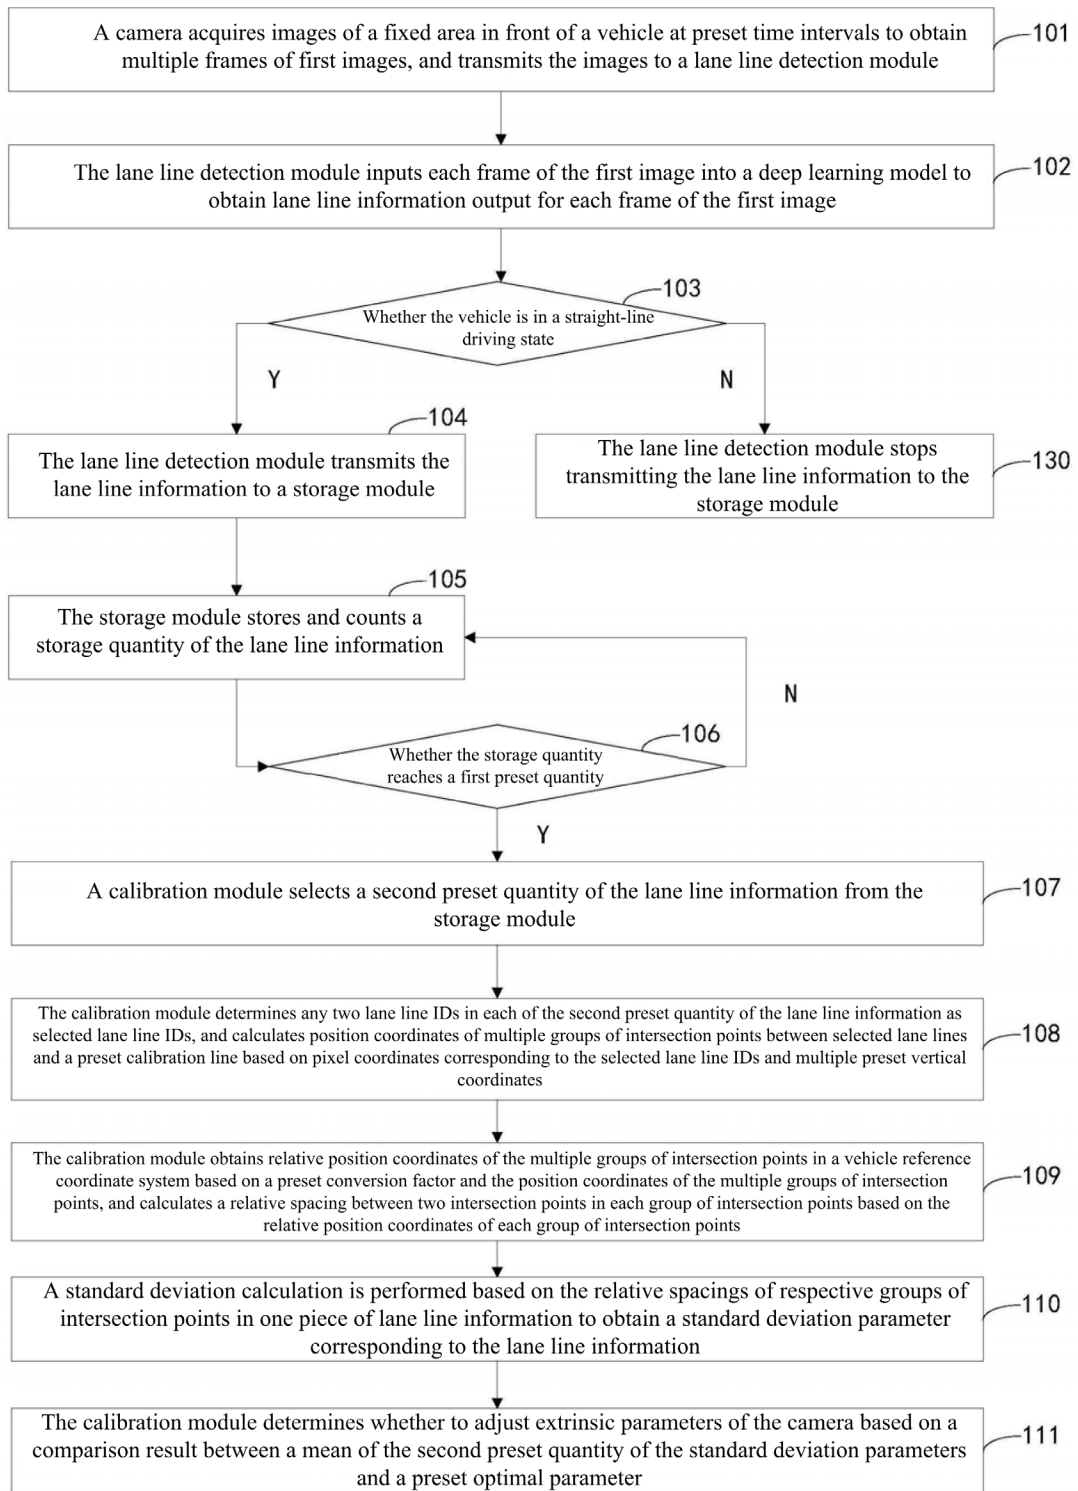 A camera acquires images of a fixed area in front of a vehicle at preset time intervals to obtain
multiple frames of first images, and transmits the images to a lane line detection module
101
The lane line detection module inputs each frame of the first image into a deep learning model to
obtain lane line information output for each frame of the first image
102
103
Whether the vehicle is in a straight-line
driving state
Y
N
104
The lane line detection module transmits the
lane line information to a storage module
The lane line detection module stops
transmitting the lane line information to the
storage module
130
105
The storage module stores and counts a
storage quantity of the lane line information
N
106
Whether the storage quantity
reaches a first preset quantity
Y
A calibration module selects a second preset quantity of the lane line information from the
storage module
107
The calibration module determines any two lane line IDs in each of the second preset quantity of the lane line information as
selected lane line IDs, and calculates position coordinates of multiple groups of intersection points between selected lane lines
and a preset calibration line based on pixel coordinates corresponding to the selected lane line IDs and multiple preset vertical
coordinates
108
The calibration module obtains relative position coordinates of the multiple groups of intersection points in a vehicle reference
coordinate system based on a preset conversion factor and the position coordinates of the multiple groups of intersection
points, and calculates a relative spacing between two intersection points in each group of intersection points based on the
relative position coordinates of each group of intersection points
109
A standard deviation calculation is performed based on the relative spacings of respective groups of
intersection points in one piece of lane line information to obtain a standard deviation parameter
corresponding to the lane line information
110
The calibration module determines whether to adjust extrinsic parameters of the camera based on a
comparison result between a mean of the second preset quantity of the standard deviation parameters
and a preset optimal parameter
111